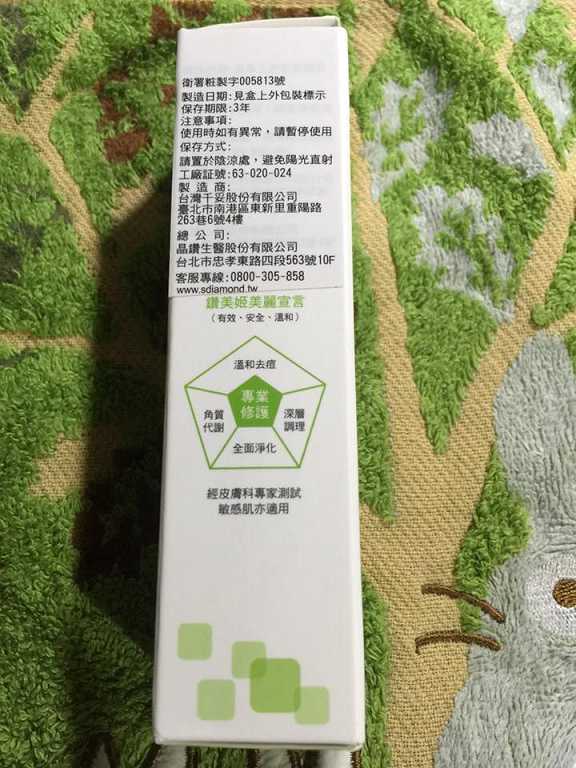 衛署粧製字005813號
製造日期:見盒上外包裝標示
保存期限:3年
注意事項:
使用時如有異常，請暫停使用
保存方式:
請置於陰涼處，避免陽光直射
工廠証號:63-020-024
製 造 商:
台灣千妥股份有限公司
臺北市南港區東新里重陽路
263巷6號4樓
總 公 司:
晶鑽生醫股份有限公司
台北市忠孝東路四段563號10F
客服專線:0800-305-858
www.sdiamond.tw
鑽美姬美麗宣言
(有效、安全、溫和)
溫和去痘
專業
修護
角質
代謝
深層
調理
全面淨化
經皮膚科專家測試
敏感肌亦適用